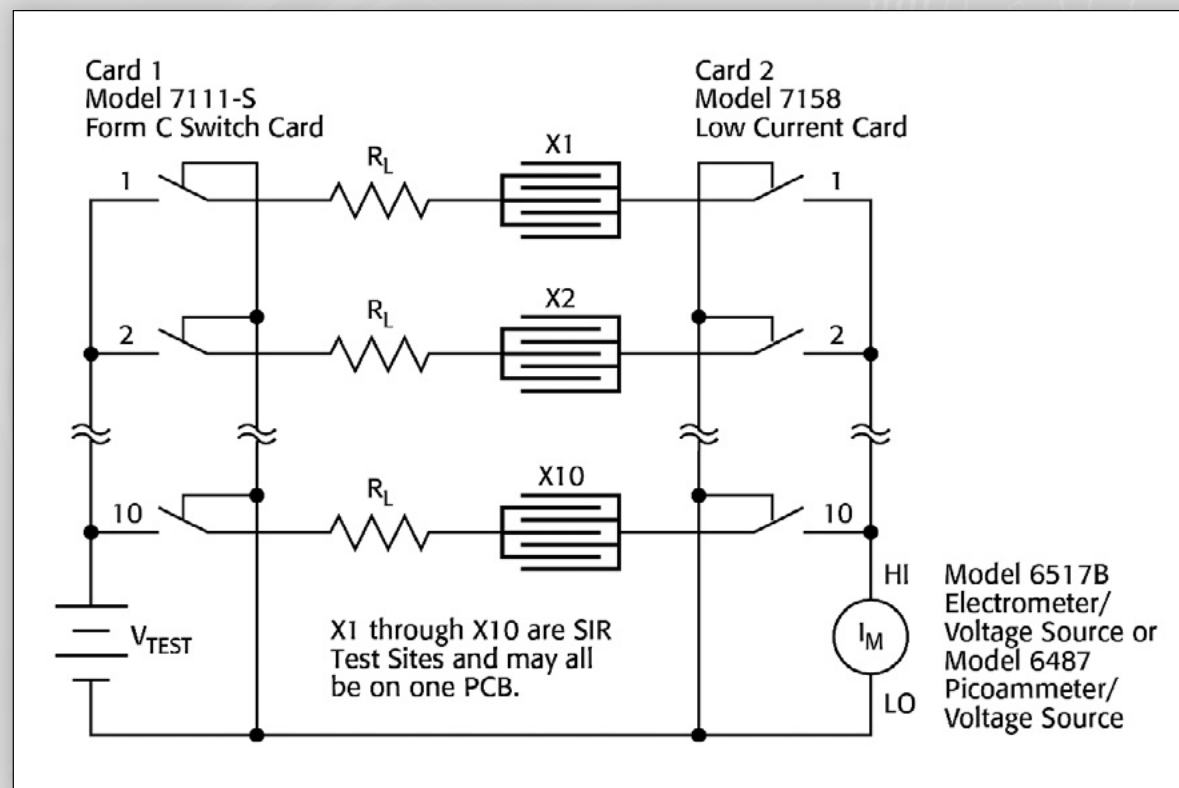 Card 1
Model 7111-S
Form C Switch Card
Card 2
Model 7158
Low Current Card
1
RL
X1
1
2
RL
X2
2
10
RL
X10
10
VTEST
X1 through X10 are SIR
Test Sites and may all
be on one PCB.
HI
IM
LO
Model 6517B
Electrometer/
Voltage Source or
Model 6487
Picoammeter/
Voltage Source